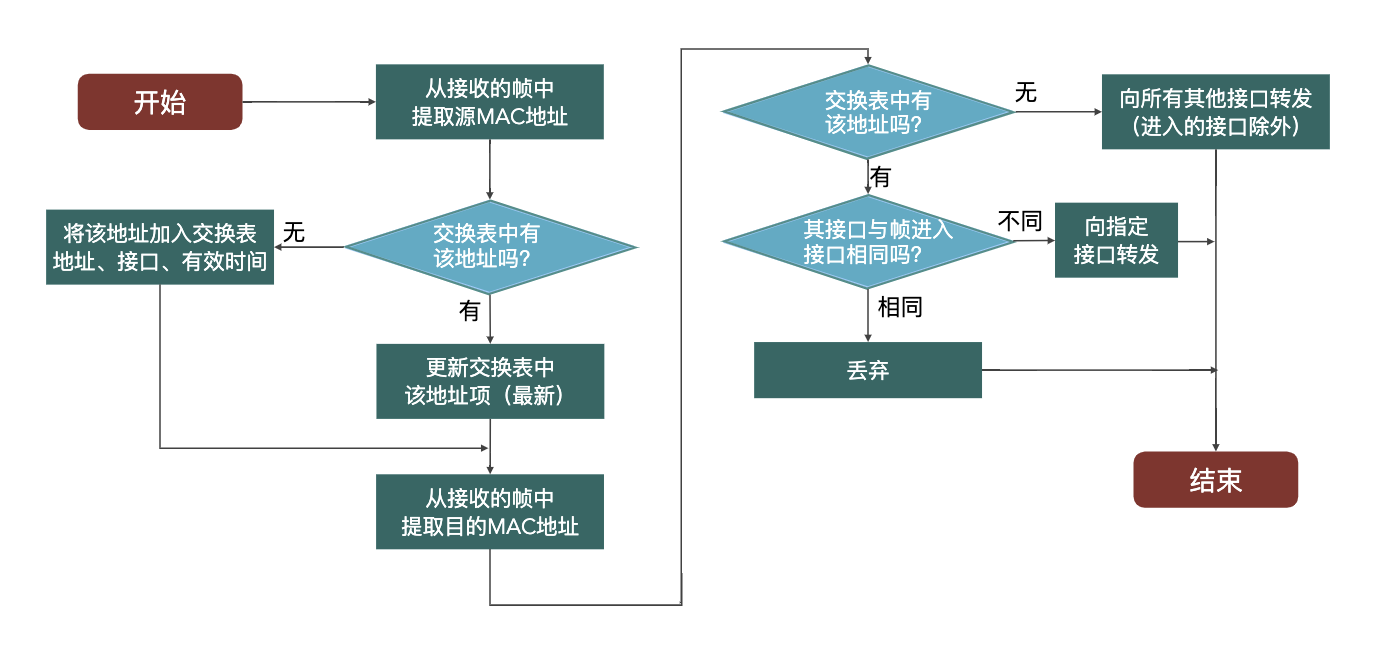 开始
从接收的帧中
提取源MAC地址
交换表中有
该地址吗?
无
将该地址加入交换表
地址、接口、有效时间
有
更新交换表中
该地址项（最新）
从接收的帧中
提取目的MAC地址
交换表中有
该地址吗?
无
向所有其他接口转发
（进入的接口除外）
有
其接口与帧进入
接口相同吗?
不同
向指定
接口转发
相同
丢弃
结束